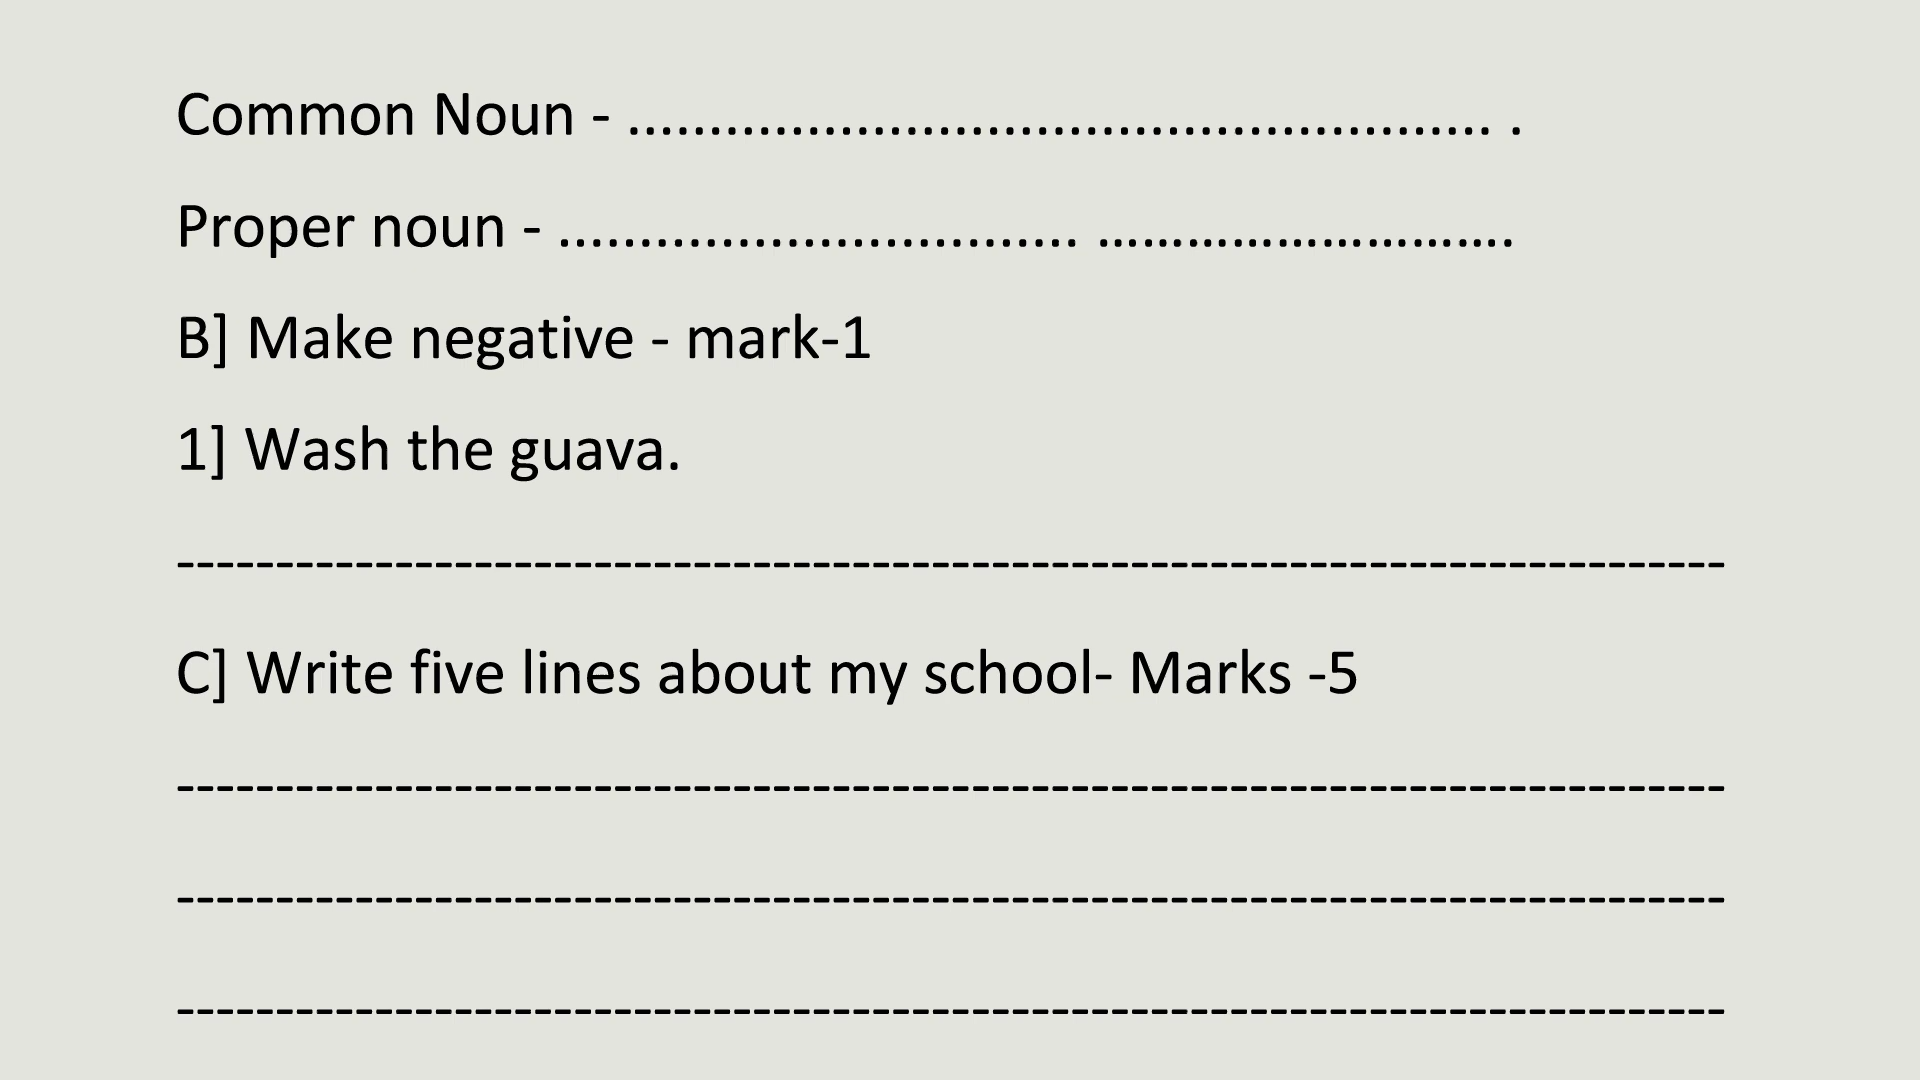 Common Noun - ..................................................... .
Proper noun - ................................ ............................
B] Make negative - mark-1
1] Wash the guava.
------------------------------------------------------------------------------
C] Write five lines about my school- Marks -5
------------------------------------------------------------------------------
------------------------------------------------------------------------------
------------------------------------------------------------------------------